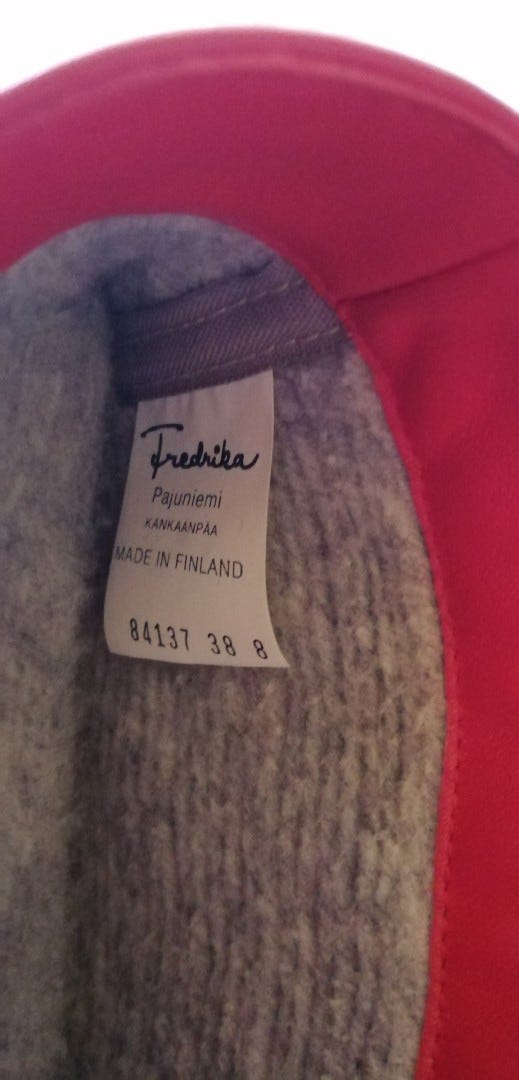 Fredrika
Pajuniemi
KANKAANPÄÄ
MADE IN FINLAND
84137 38 8